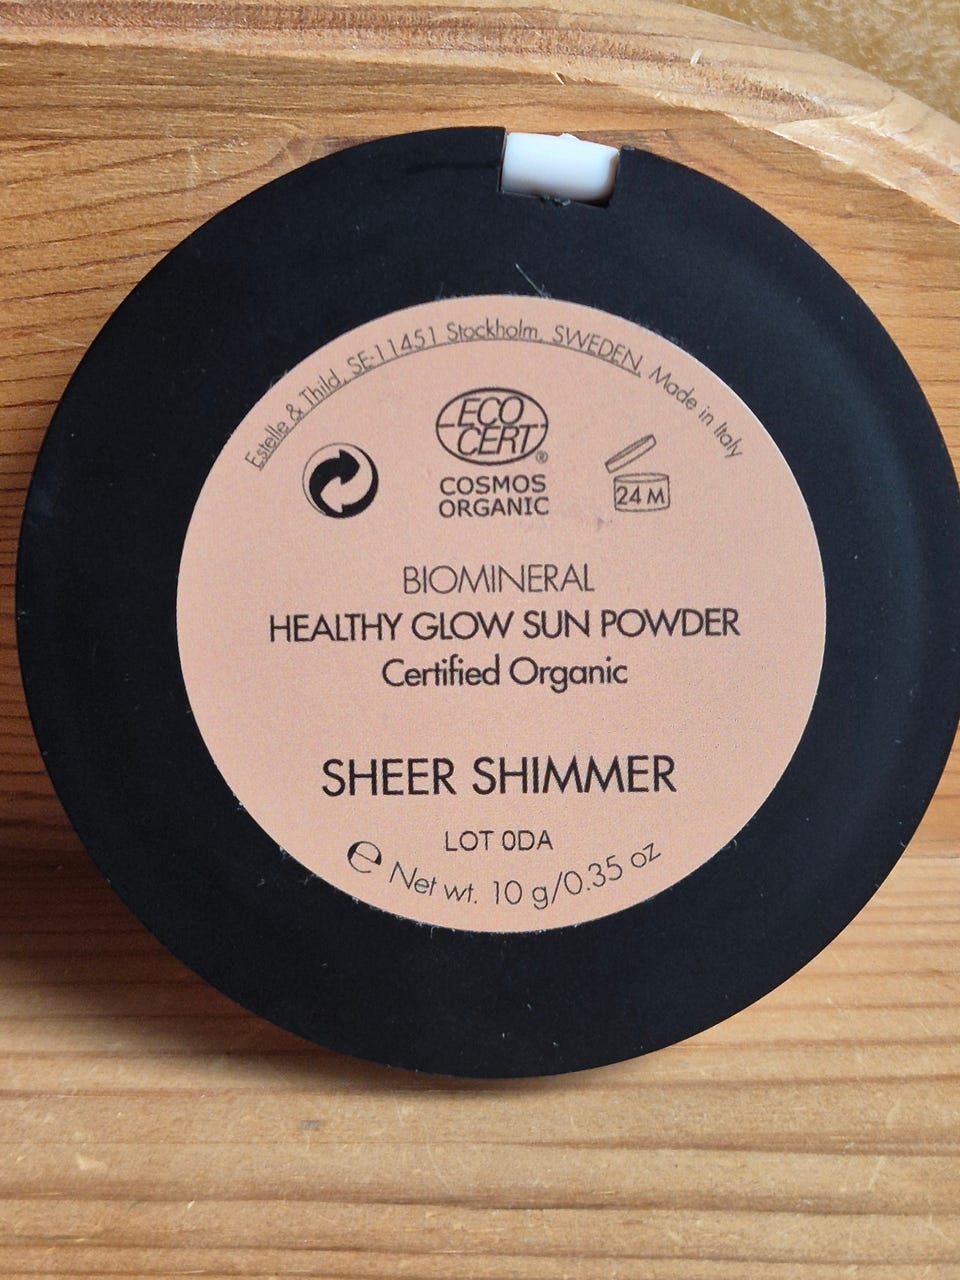 Estelle & Thild, SE-11451 Stockholm, SWEDEN, Made in Italy
ECO
CERT®
COSMOS
ORGANIC
24 M
BIOMINERAL
HEALTHY GLOW SUN POWDER
Certified Organic
SHEER SHIMMER
LOT 0DA
℮ Net wt. 10 g/0.35 oz